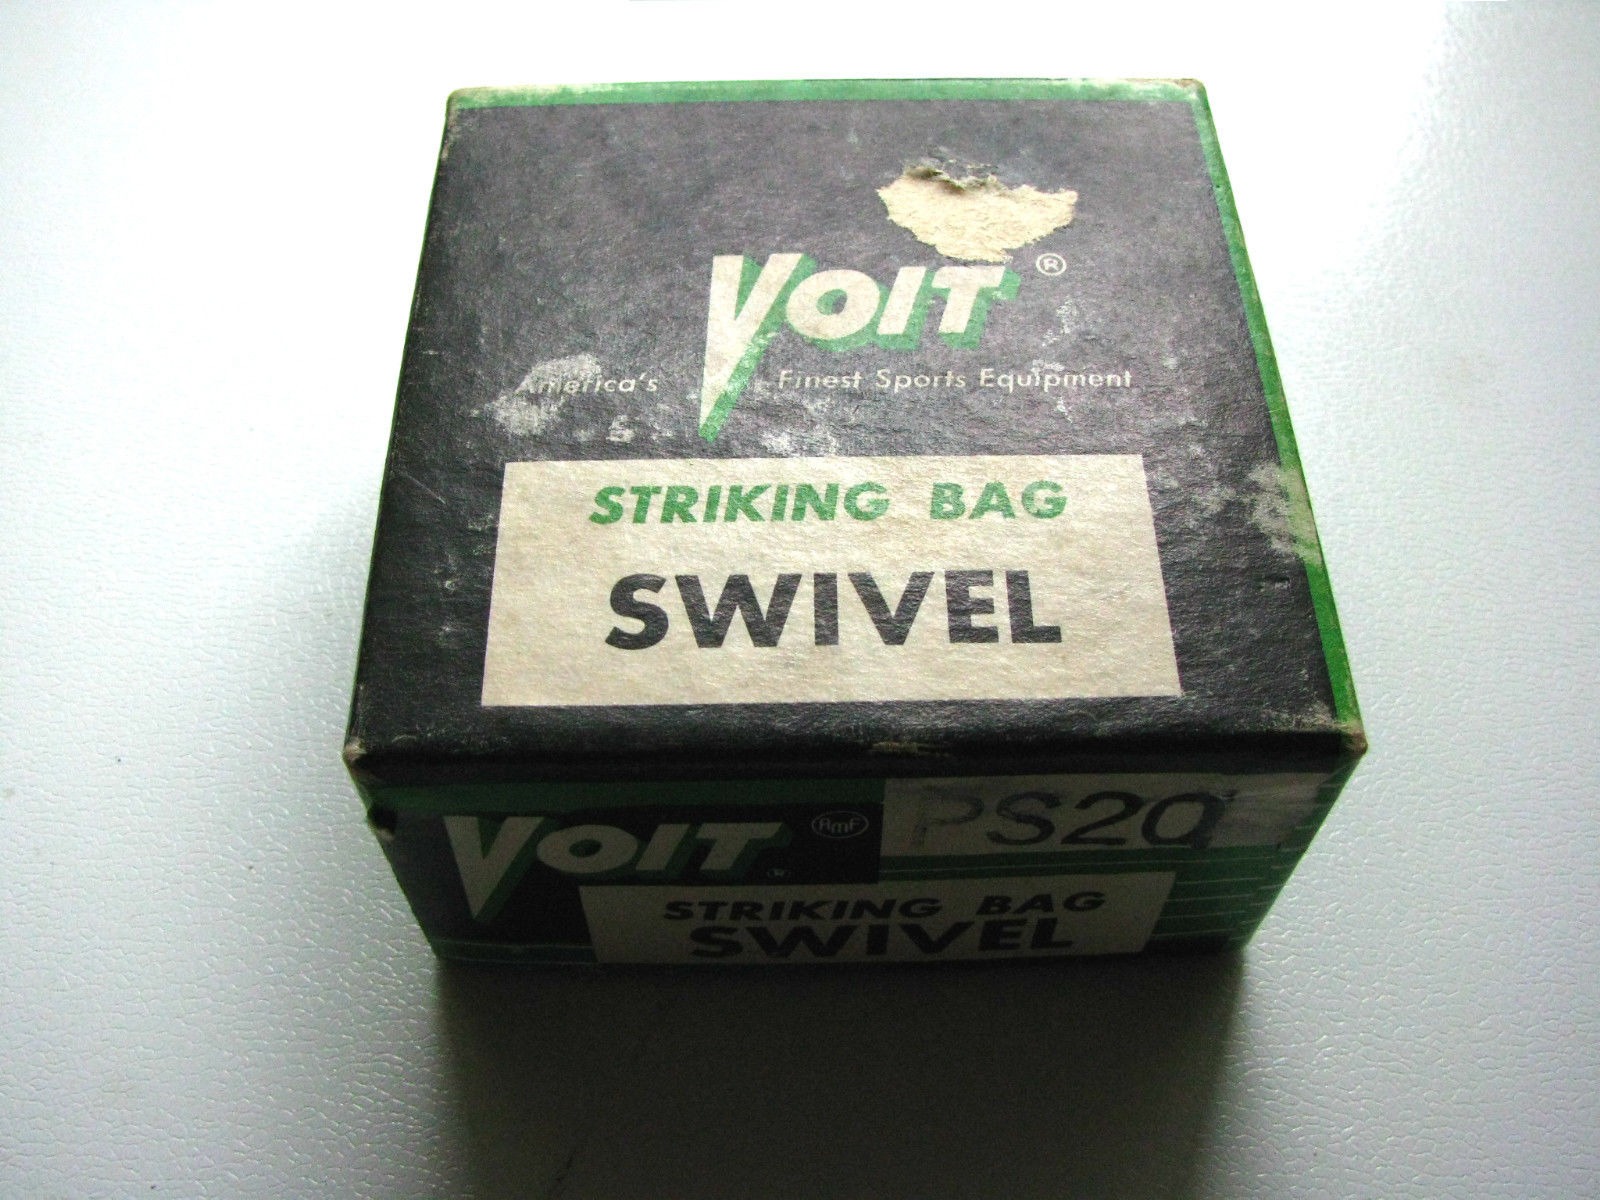 VOIT ®
America's Finest Sports Equipment
STRIKING BAG
SWIVEL
VOIT ® AMF PS20
STRIKING BAG
SWIVEL